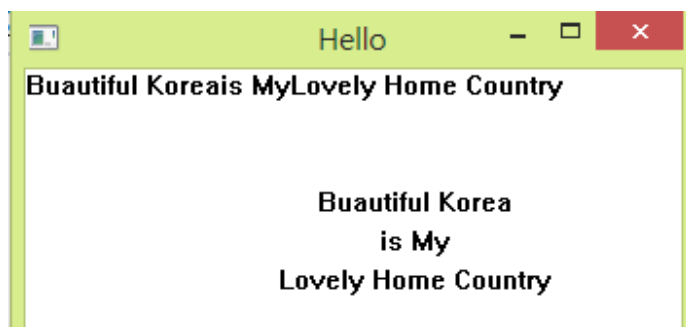 Hello
Buautiful Koreais MyLovely Home Country
Buautiful Korea
is My
Lovely Home Country